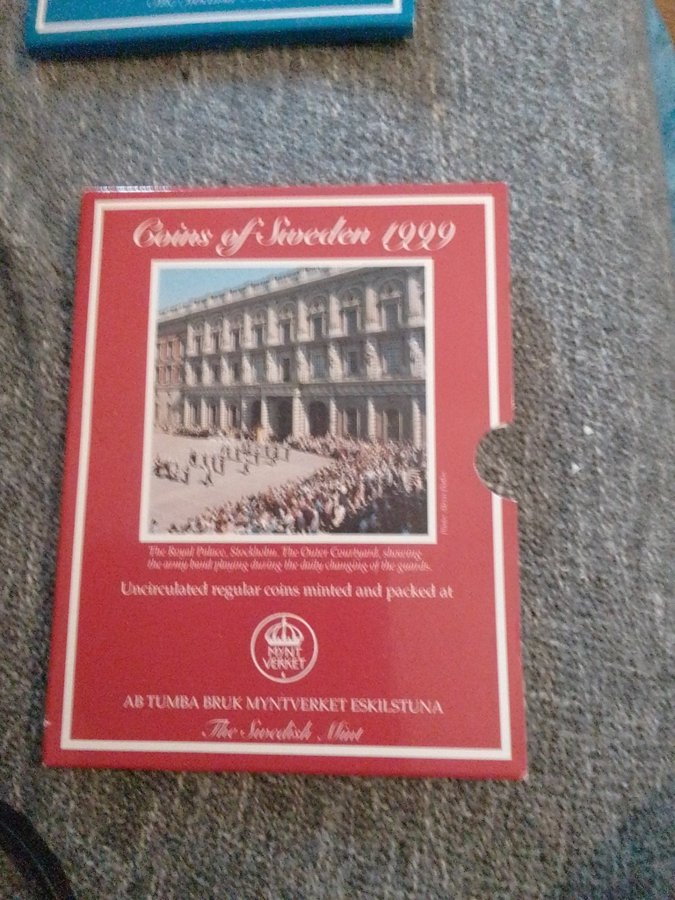 The Swedish
Coins of Sweden 1999
The Royal Palace, Stockholm. The Outer Courtyard, showing
the army band playing during the daily changing of the guards.
Uncirculated regular coins minted and packed at
MYNT
VERKET
AB TUMBA BRUK MYNTVERKET ESKILSTUNA
The Swedish Mint